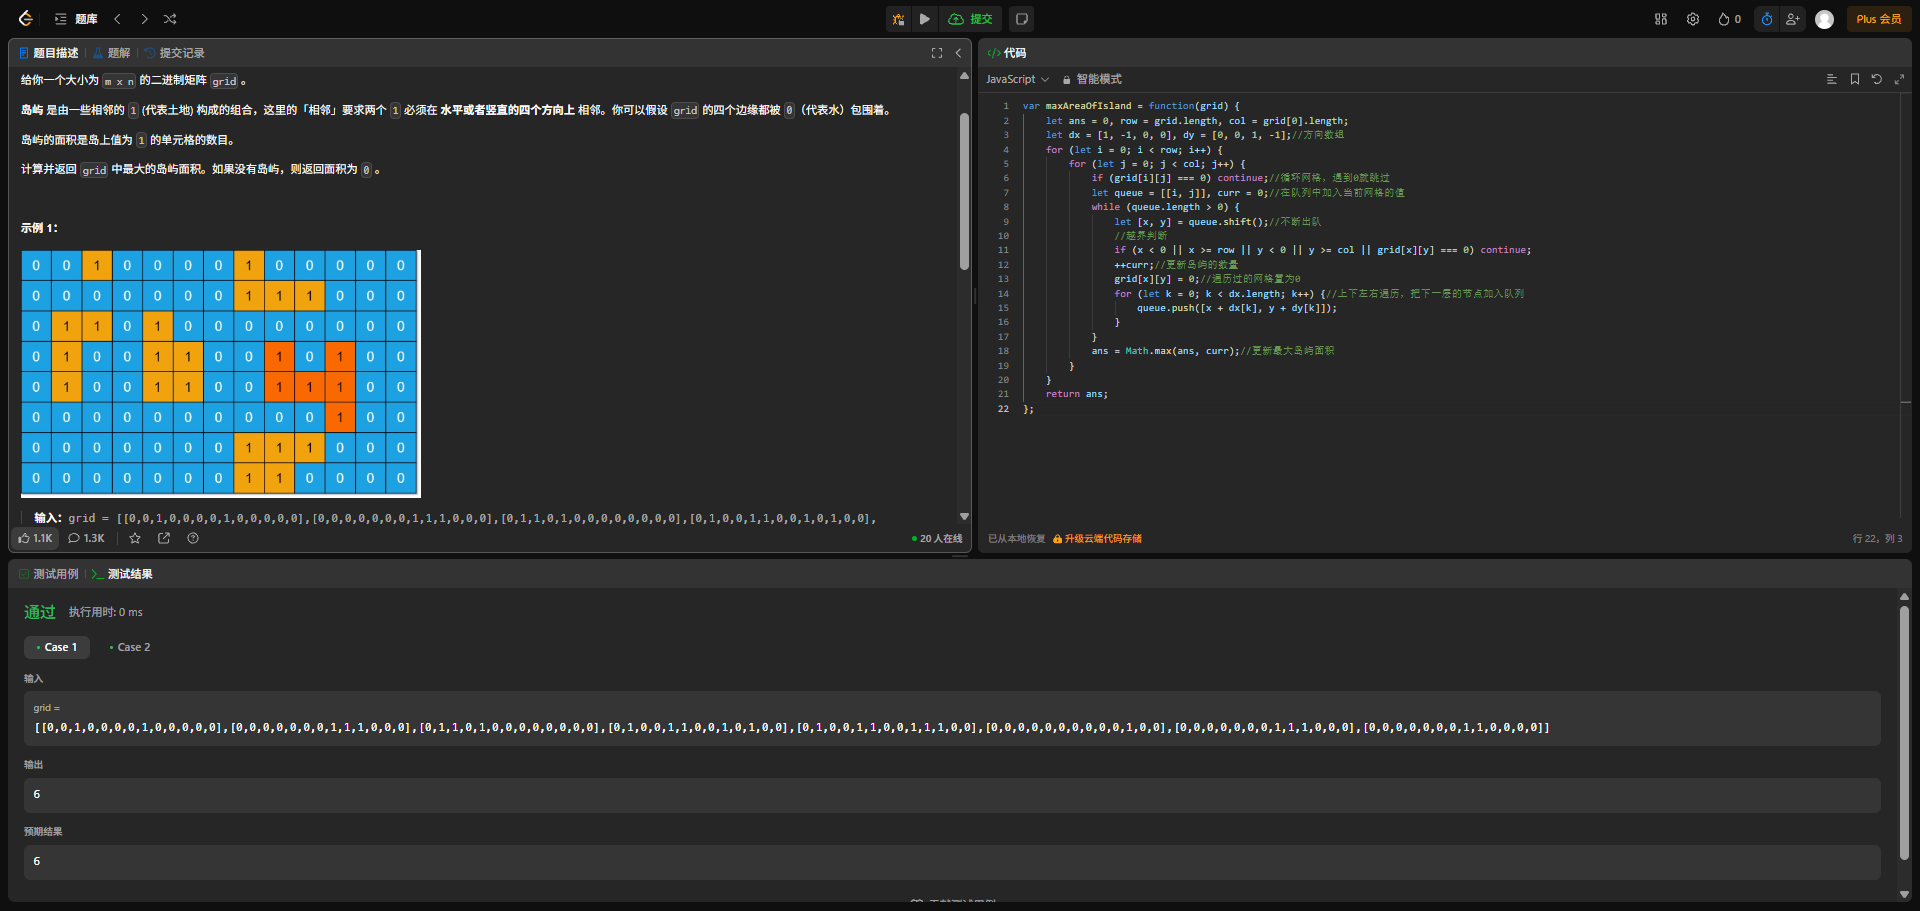 题库
提交
0
Plus 会员
题目描述
题解
提交记录
给你一个大小为 m x n 的二进制矩阵 grid 。
岛屿 是由一些相邻的 1 (代表土地) 构成的组合，这里的「相邻」要求两个 1 必须在 水平或者竖直的四个方向上 相邻。你可以假设 grid 的四个边缘都被 0（代表水）包围着。
岛屿的面积是岛上值为 1 的单元格的数目。
计算并返回 grid 中最大的岛屿面积。如果没有岛屿，则返回面积为 0 。
示例 1：
0 0 1 0 0 0 0 1 0 0 0 0 0
0 0 0 0 0 0 0 1 1 1 0 0 0
0 1 1 0 1 0 0 0 0 0 0 0 0
0 1 0 0 1 1 0 0 1 0 1 0 0
0 1 0 0 1 1 0 0 1 1 1 0 0
0 0 0 0 0 0 0 0 0 0 1 0 0
0 0 0 0 0 0 0 1 1 1 0 0 0
0 0 0 0 0 0 0 1 1 0 0 0 0
输入：grid = [[0,0,1,0,0,0,0,1,0,0,0,0,0],[0,0,0,0,0,0,0,1,1,1,0,0,0],[0,1,1,0,1,0,0,0,0,0,0,0,0],[0,1,0,0,1,1,0,0,1,0,1,0,0],
1.1K 1.3K
20 人在线
代码
JavaScript
智能模式
1 var maxAreaOfIsland = function(grid) {
2 let ans = 0, row = grid.length, col = grid[0].length;
3 let dx = [1, -1, 0, 0], dy = [0, 0, 1, -1];//方向数组
4 for (let i = 0; i < row; i++) {
5 for (let j = 0; j < col; j++) {
6 if (grid[i][j] === 0) continue;//循环网格，遇到0就跳过
7 let queue = [[i, j]], curr = 0;//在队列中加入当前网格的值
8 while (queue.length > 0) {
9 let [x, y] = queue.shift();//不断出队
10 //越界判断
11 if (x < 0 || x >= row || y < 0 || y >= col || grid[x][y] === 0) continue;
12 ++curr;//更新岛屿的数量
13 grid[x][y] = 0;//遍历过的网格置为0
14 for (let k = 0; k < dx.length; k++) {//上下左右遍历，把下一层的节点加入队列
15 queue.push([x + dx[k], y + dy[k]]);
16 }
17 }
18 ans = Math.max(ans, curr);//更新最大岛屿面积
19 }
20 }
21 return ans;
22 };
已从本地恢复
升级云端代码存储
行 22，列 3
测试用例
测试结果
通过
执行用时: 0 ms
Case 1
Case 2
输入
grid =
[[0,0,1,0,0,0,0,1,0,0,0,0,0],[0,0,0,0,0,0,0,1,1,1,0,0,0],[0,1,1,0,1,0,0,0,0,0,0,0,0],[0,1,0,0,1,1,0,0,1,0,1,0,0],[0,1,0,0,1,1,0,0,1,1,1,0,0],[0,0,0,0,0,0,0,0,0,0,1,0,0],[0,0,0,0,0,0,0,1,1,1,0,0,0],[0,0,0,0,0,0,0,1,1,0,0,0,0]]
输出
6
预期结果
6